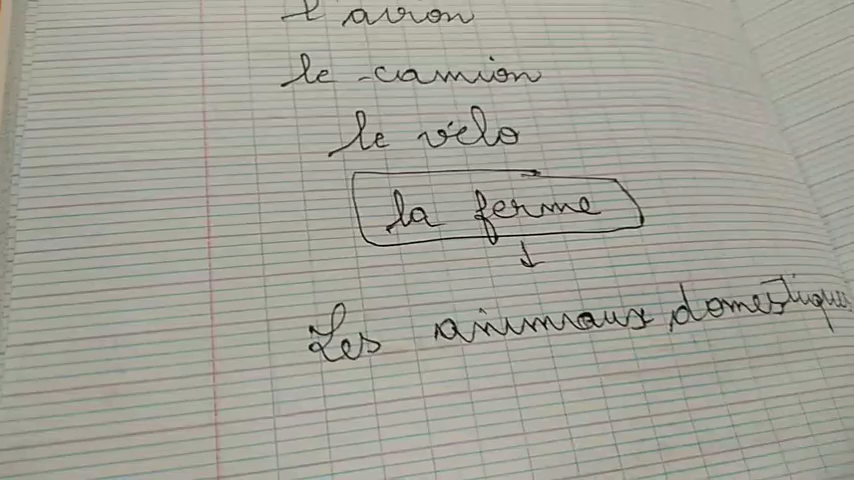 l'avion
le camion
le vélo
la ferme
Les animaux domestiques